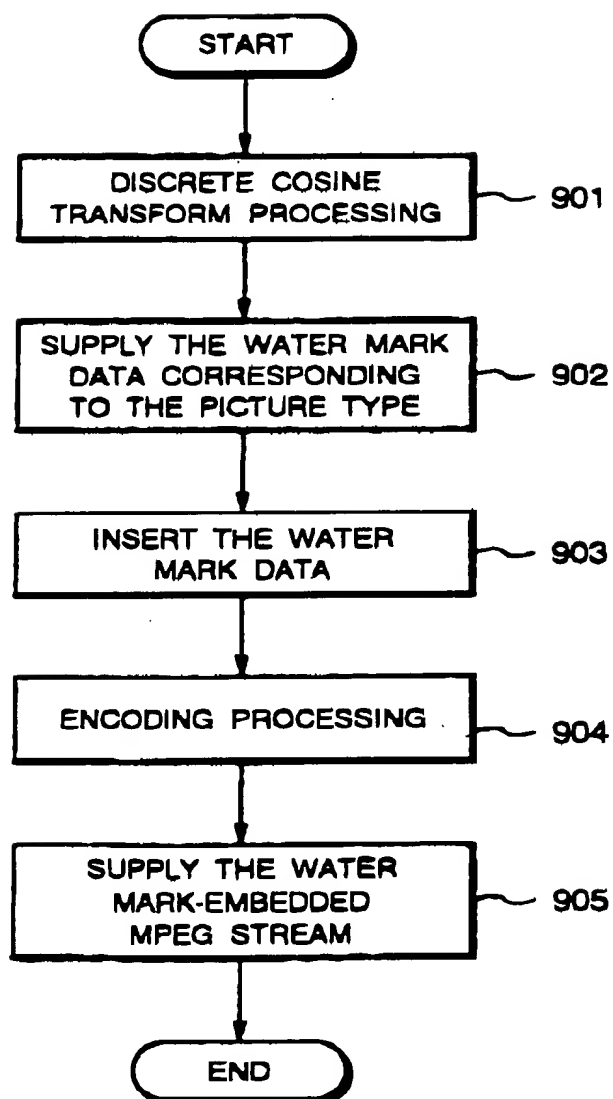 START
DISCRETE COSINE
TRANSFORM PROCESSING
901
SUPPLY THE WATER MARK
DATA CORRESPONDING
TO THE PICTURE TYPE
902
INSERT THE WATER
MARK DATA
903
ENCODING PROCESSING
904
SUPPLY THE WATER
MARK-EMBEDDED
MPEG STREAM
905
END